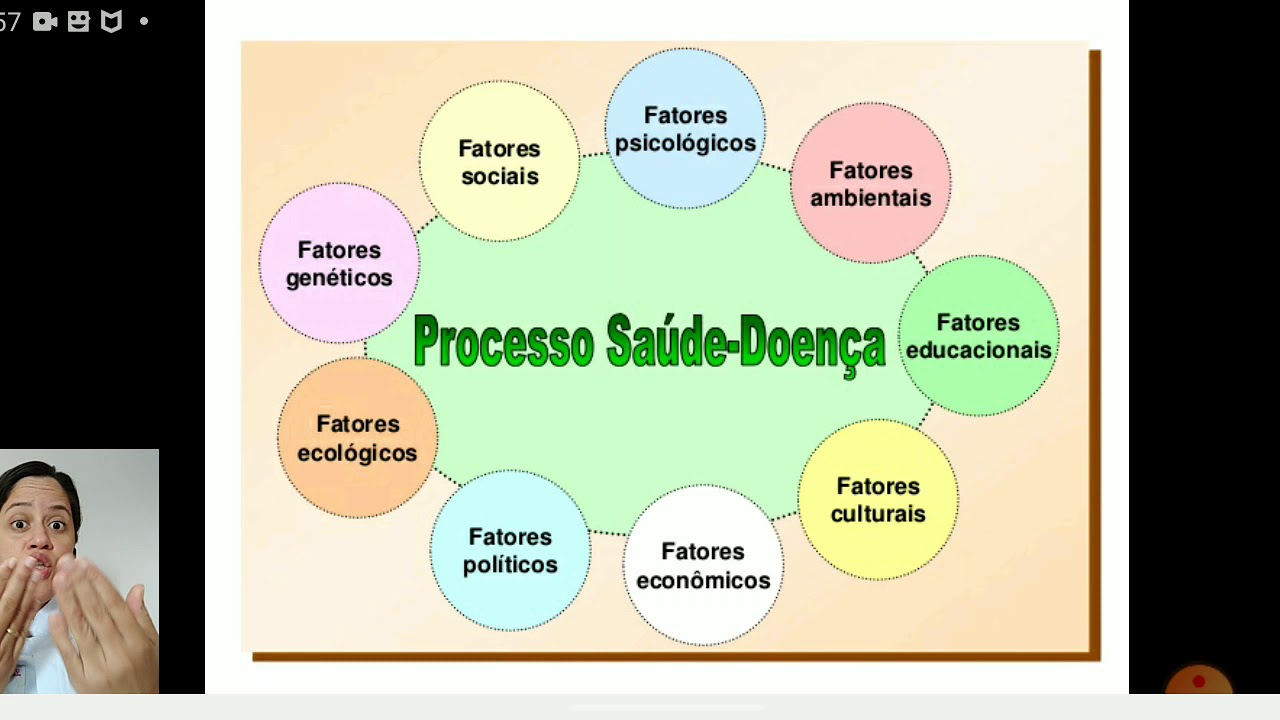 57
Fatores
psicológicos
Fatores
sociais
Fatores
ambientais
Fatores
genéticos
Processo Saúde-Doença
Fatores
educacionais
Fatores
ecológicos
Fatores
culturais
Fatores
políticos
Fatores
econômicos